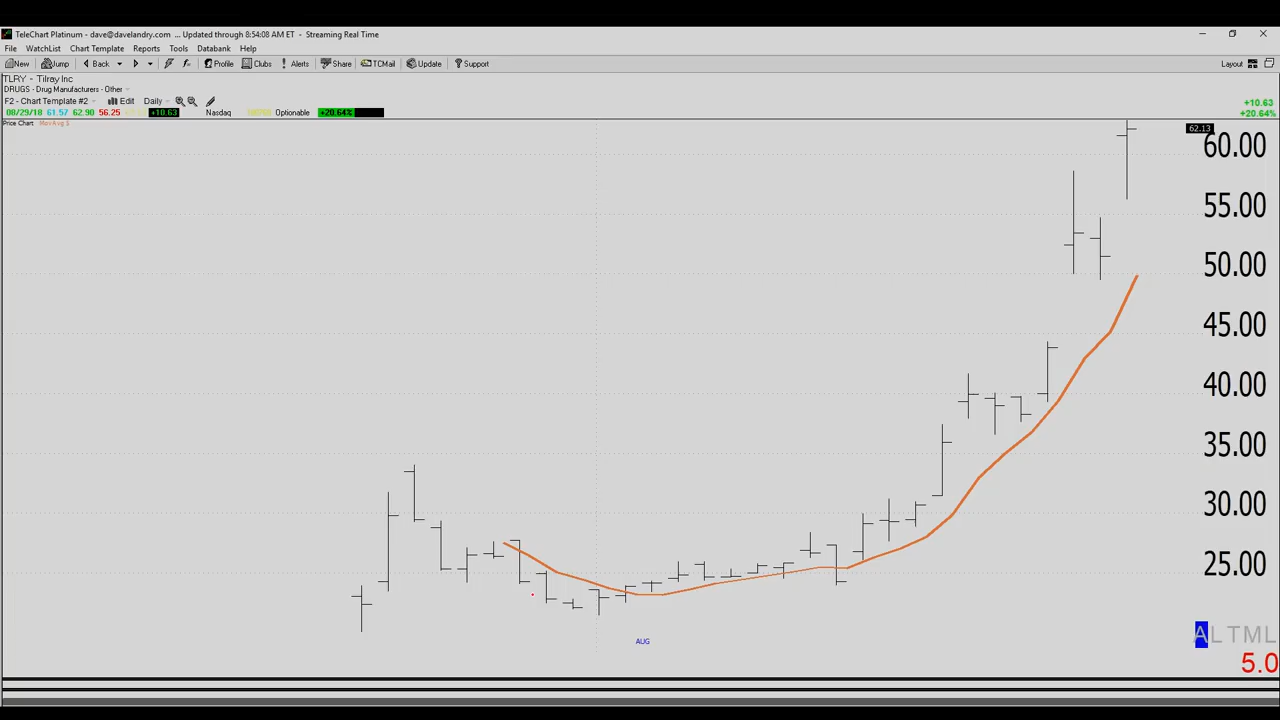 TeleChart Platinum - dave@davelandry.com ... Updated through 8:54:08 AM ET - Streaming Real Time
File WatchList Chart Template Reports Tools Databank Help
New Jump Back Profile Clubs Alerts Share TCMail Update Support Layout
TLRY - Tilray Inc
DRUGS - Drug Manufacturers - Other
F2 - Chart Template #2 Edit Daily +10.63
08/29/18 61.57 62.90 56.25 +10.63 Nasdaq Optionable +20.64% +20.64%
Price Chart MovAvg
62.13
60.00
55.00
50.00
45.00
40.00
35.00
30.00
25.00
AUG
ALTML
5.0